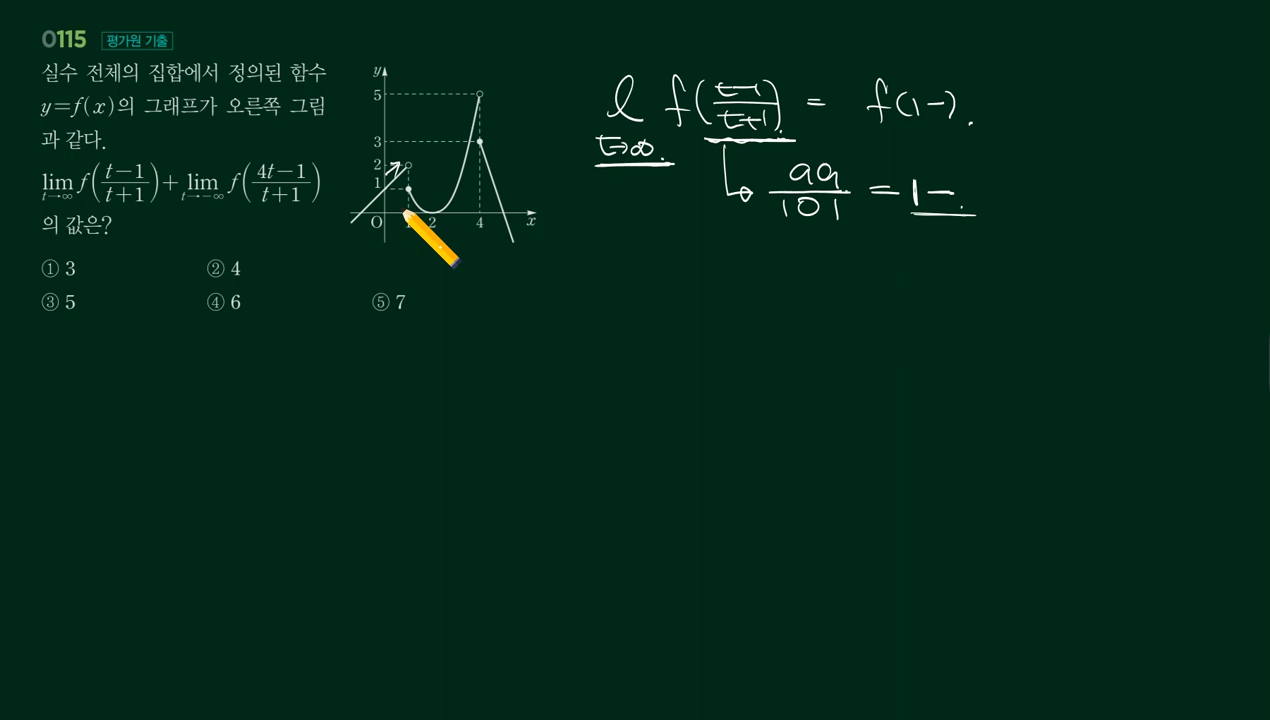 0115 평가원 기출
실수 전체의 집합에서 정의된 함수
y=f(x)의 그래프가 오른쪽 그림
과 같다.
lim t→∞ f((t−1)/(t+1)) + lim t→−∞ f((4t−1)/(t+1))
의 값은?
① 3 ② 4
③ 5 ④ 6 ⑤ 7
y
5
3
2
1
O 1 2 4 x
l t→∞. f((t−1)/(t+1)) = f(1−).
99/101 = 1−.